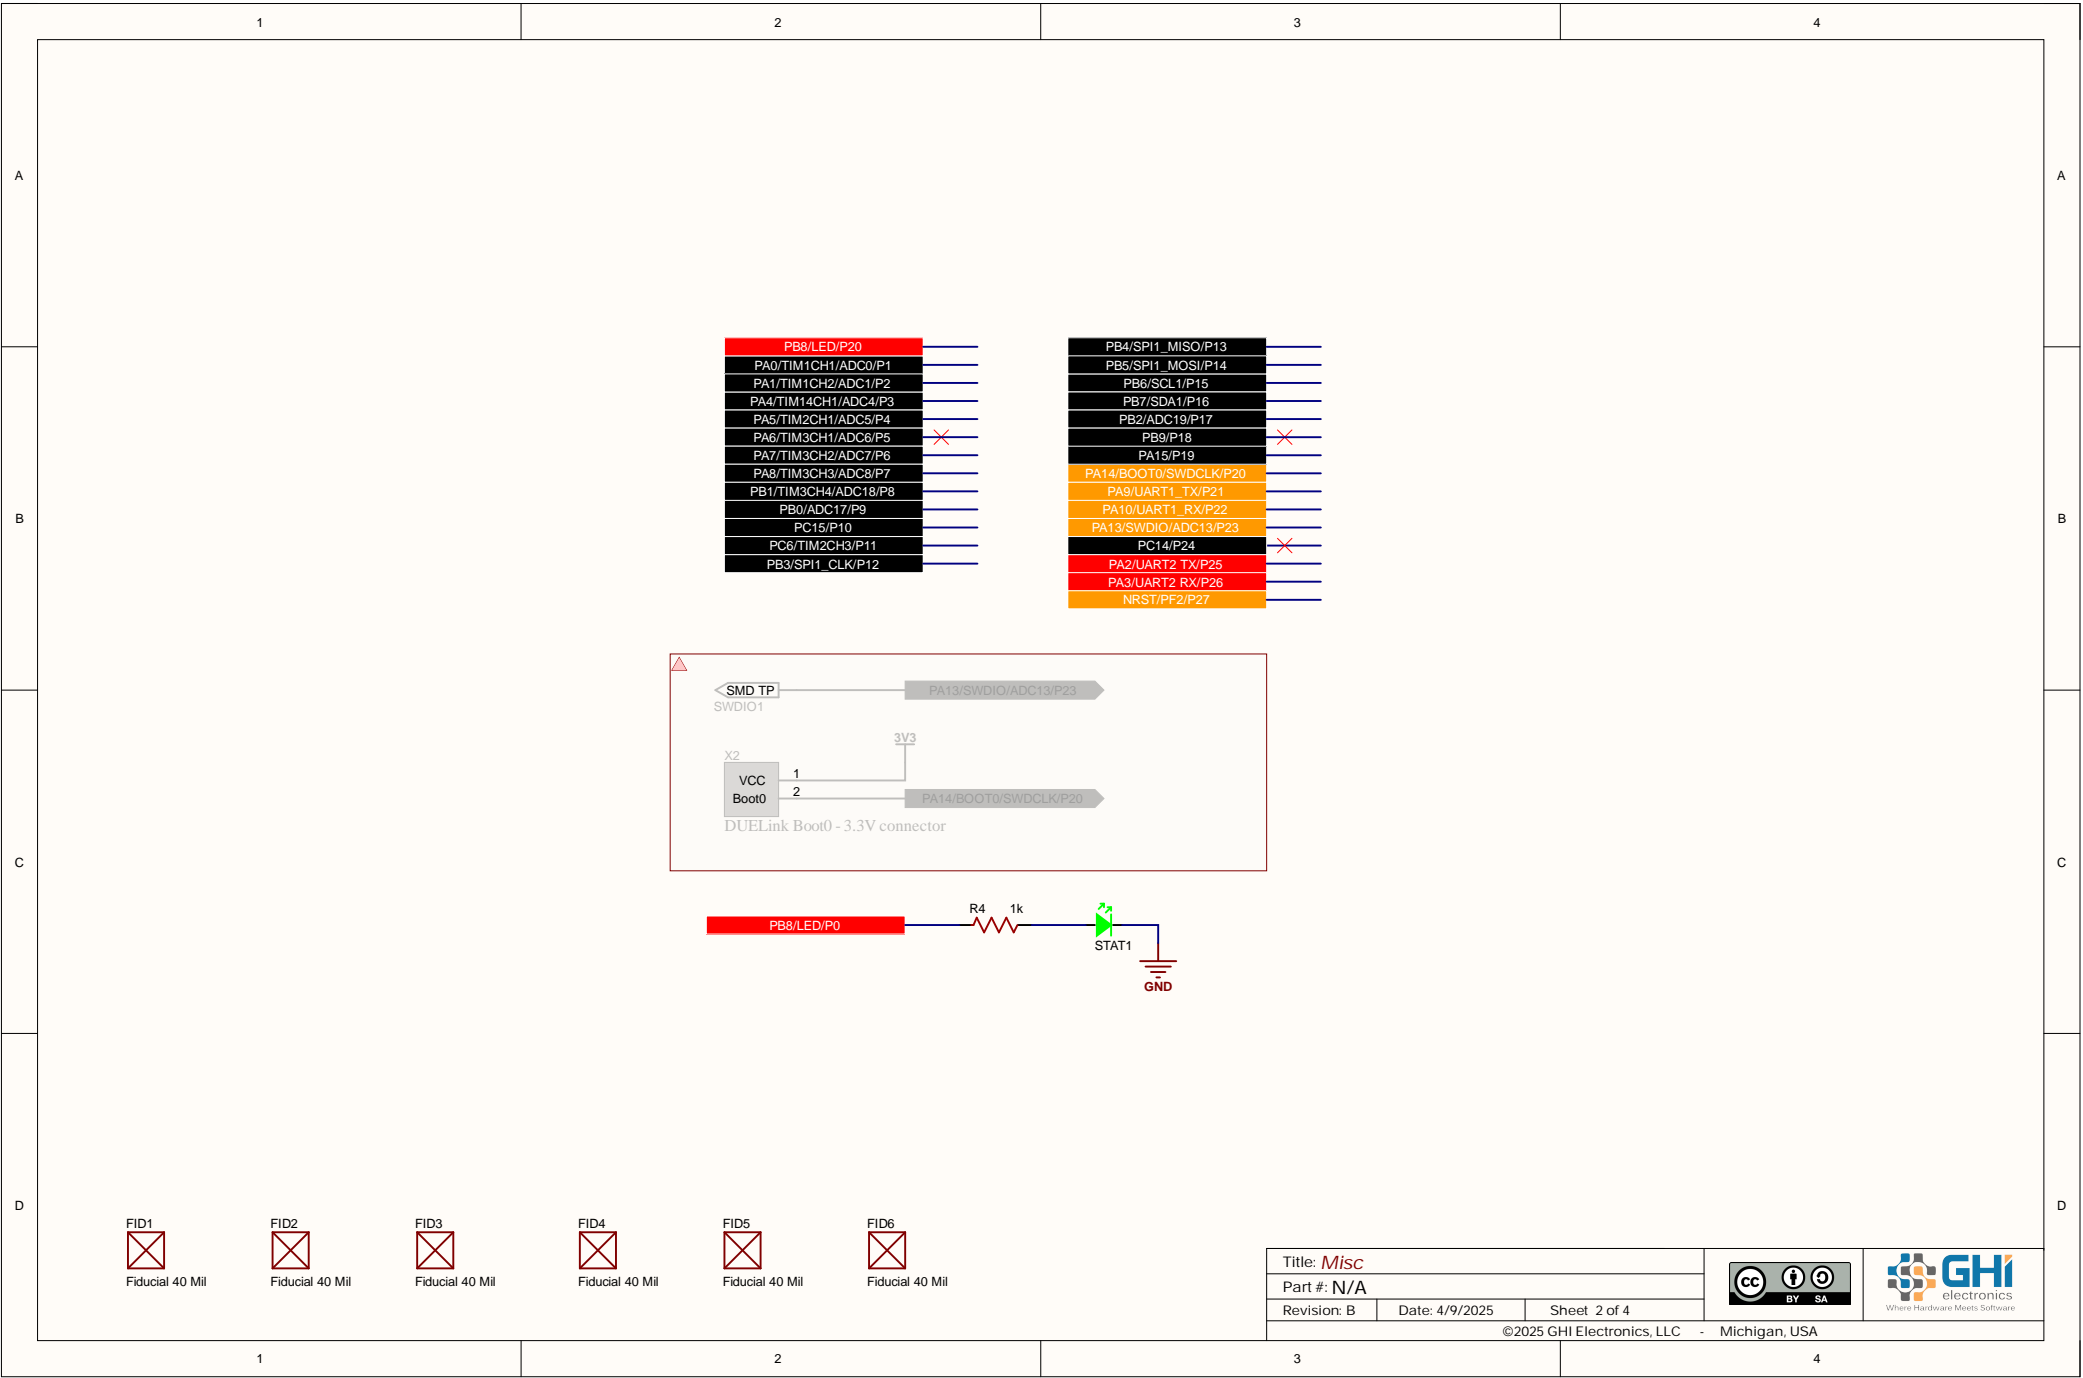 1 2 3 4
A A
PB8/LED/P20
PA0/TIM1CH1/ADC0/P1
PA1/TIM1CH2/ADC1/P2
PA4/TIM14CH1/ADC4/P3
PA5/TIM2CH1/ADC5/P4
PA6/TIM3CH1/ADC6/P5
PA7/TIM3CH2/ADC7/P6
PA8/TIM3CH3/ADC8/P7
PB1/TIM3CH4/ADC18/P8
PB0/ADC17/P9
PC15/P10
PC6/TIM2CH3/P11
PB3/SPI1_CLK/P12
PB4/SPI1_MISO/P13
PB5/SPI1_MOSI/P14
PB6/SCL1/P15
PB7/SDA1/P16
PB2/ADC19/P17
PB9/P18
PA15/P19
PA14/BOOT0/SWDCLK/P20
PA9/UART1_TX/P21
PA10/UART1_RX/P22
PA13/SWDIO/ADC13/P23
PC14/P24
PA2/UART2 TX/P25
PA3/UART2 RX/P26
NRST/PF2/P27
B B
SMD TP PA13/SWDIO/ADC13/P23
SWDIO1
3V3
X2
VCC 1
Boot0 2 PA14/BOOT0/SWDCLK/P20
DUELink Boot0 - 3.3V connector
C C
R4 1k
PB8/LED/P0
STAT1
GND
D D
FID1 FID2 FID3 FID4 FID5 FID6
Fiducial 40 Mil Fiducial 40 Mil Fiducial 40 Mil Fiducial 40 Mil Fiducial 40 Mil Fiducial 40 Mil
Title: Misc
Part #: N/A
Revision: B Date: 4/9/2025 Sheet 2 of 4
cc BY SA
GHI
electronics
Where Hardware Meets Software
©2025 GHI Electronics, LLC - Michigan, USA
1 2 3 4